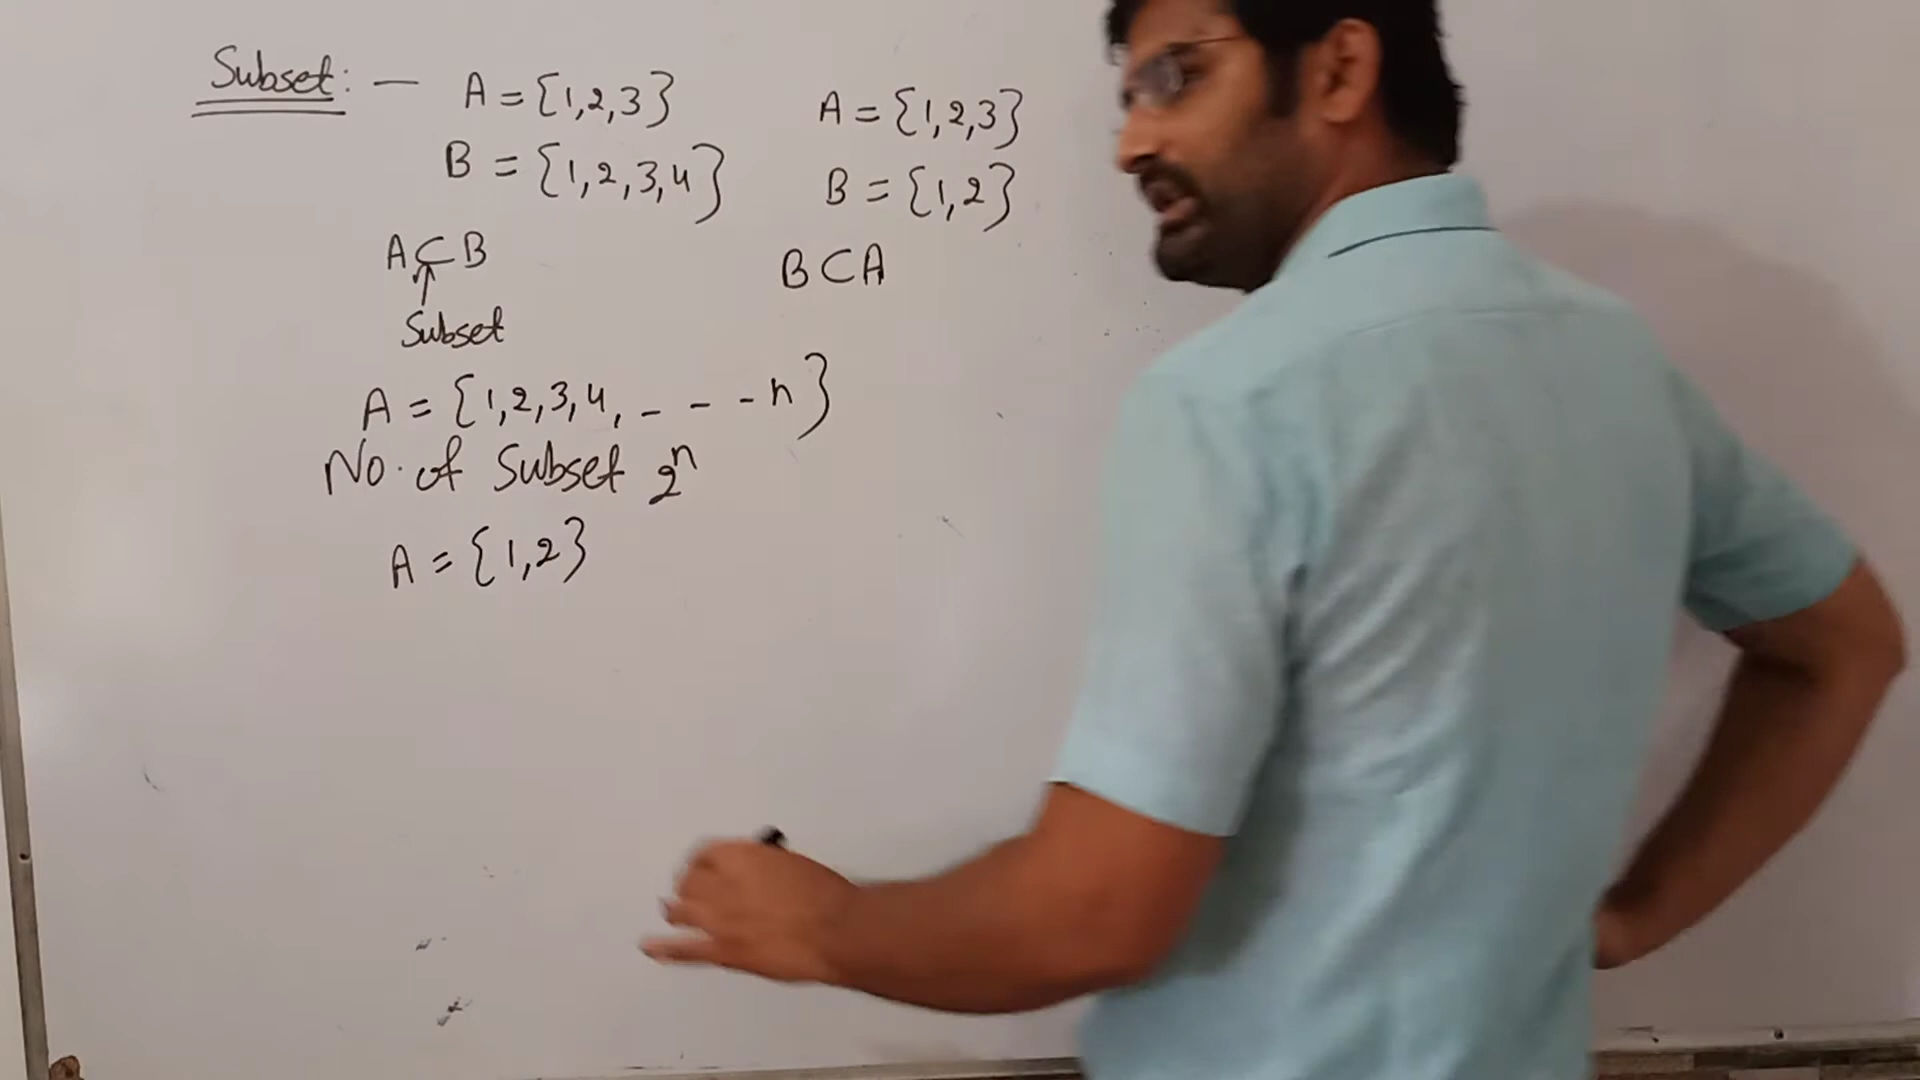 Subset: — A = {1,2,3}
B = {1,2,3,4}
A ⊂ B
↑
Subset
A = {1,2,3}
B = {1,2}
B ⊂ A
A = {1,2,3,4, - - - n}
No. of Subset 2ⁿ
A = {1,2}